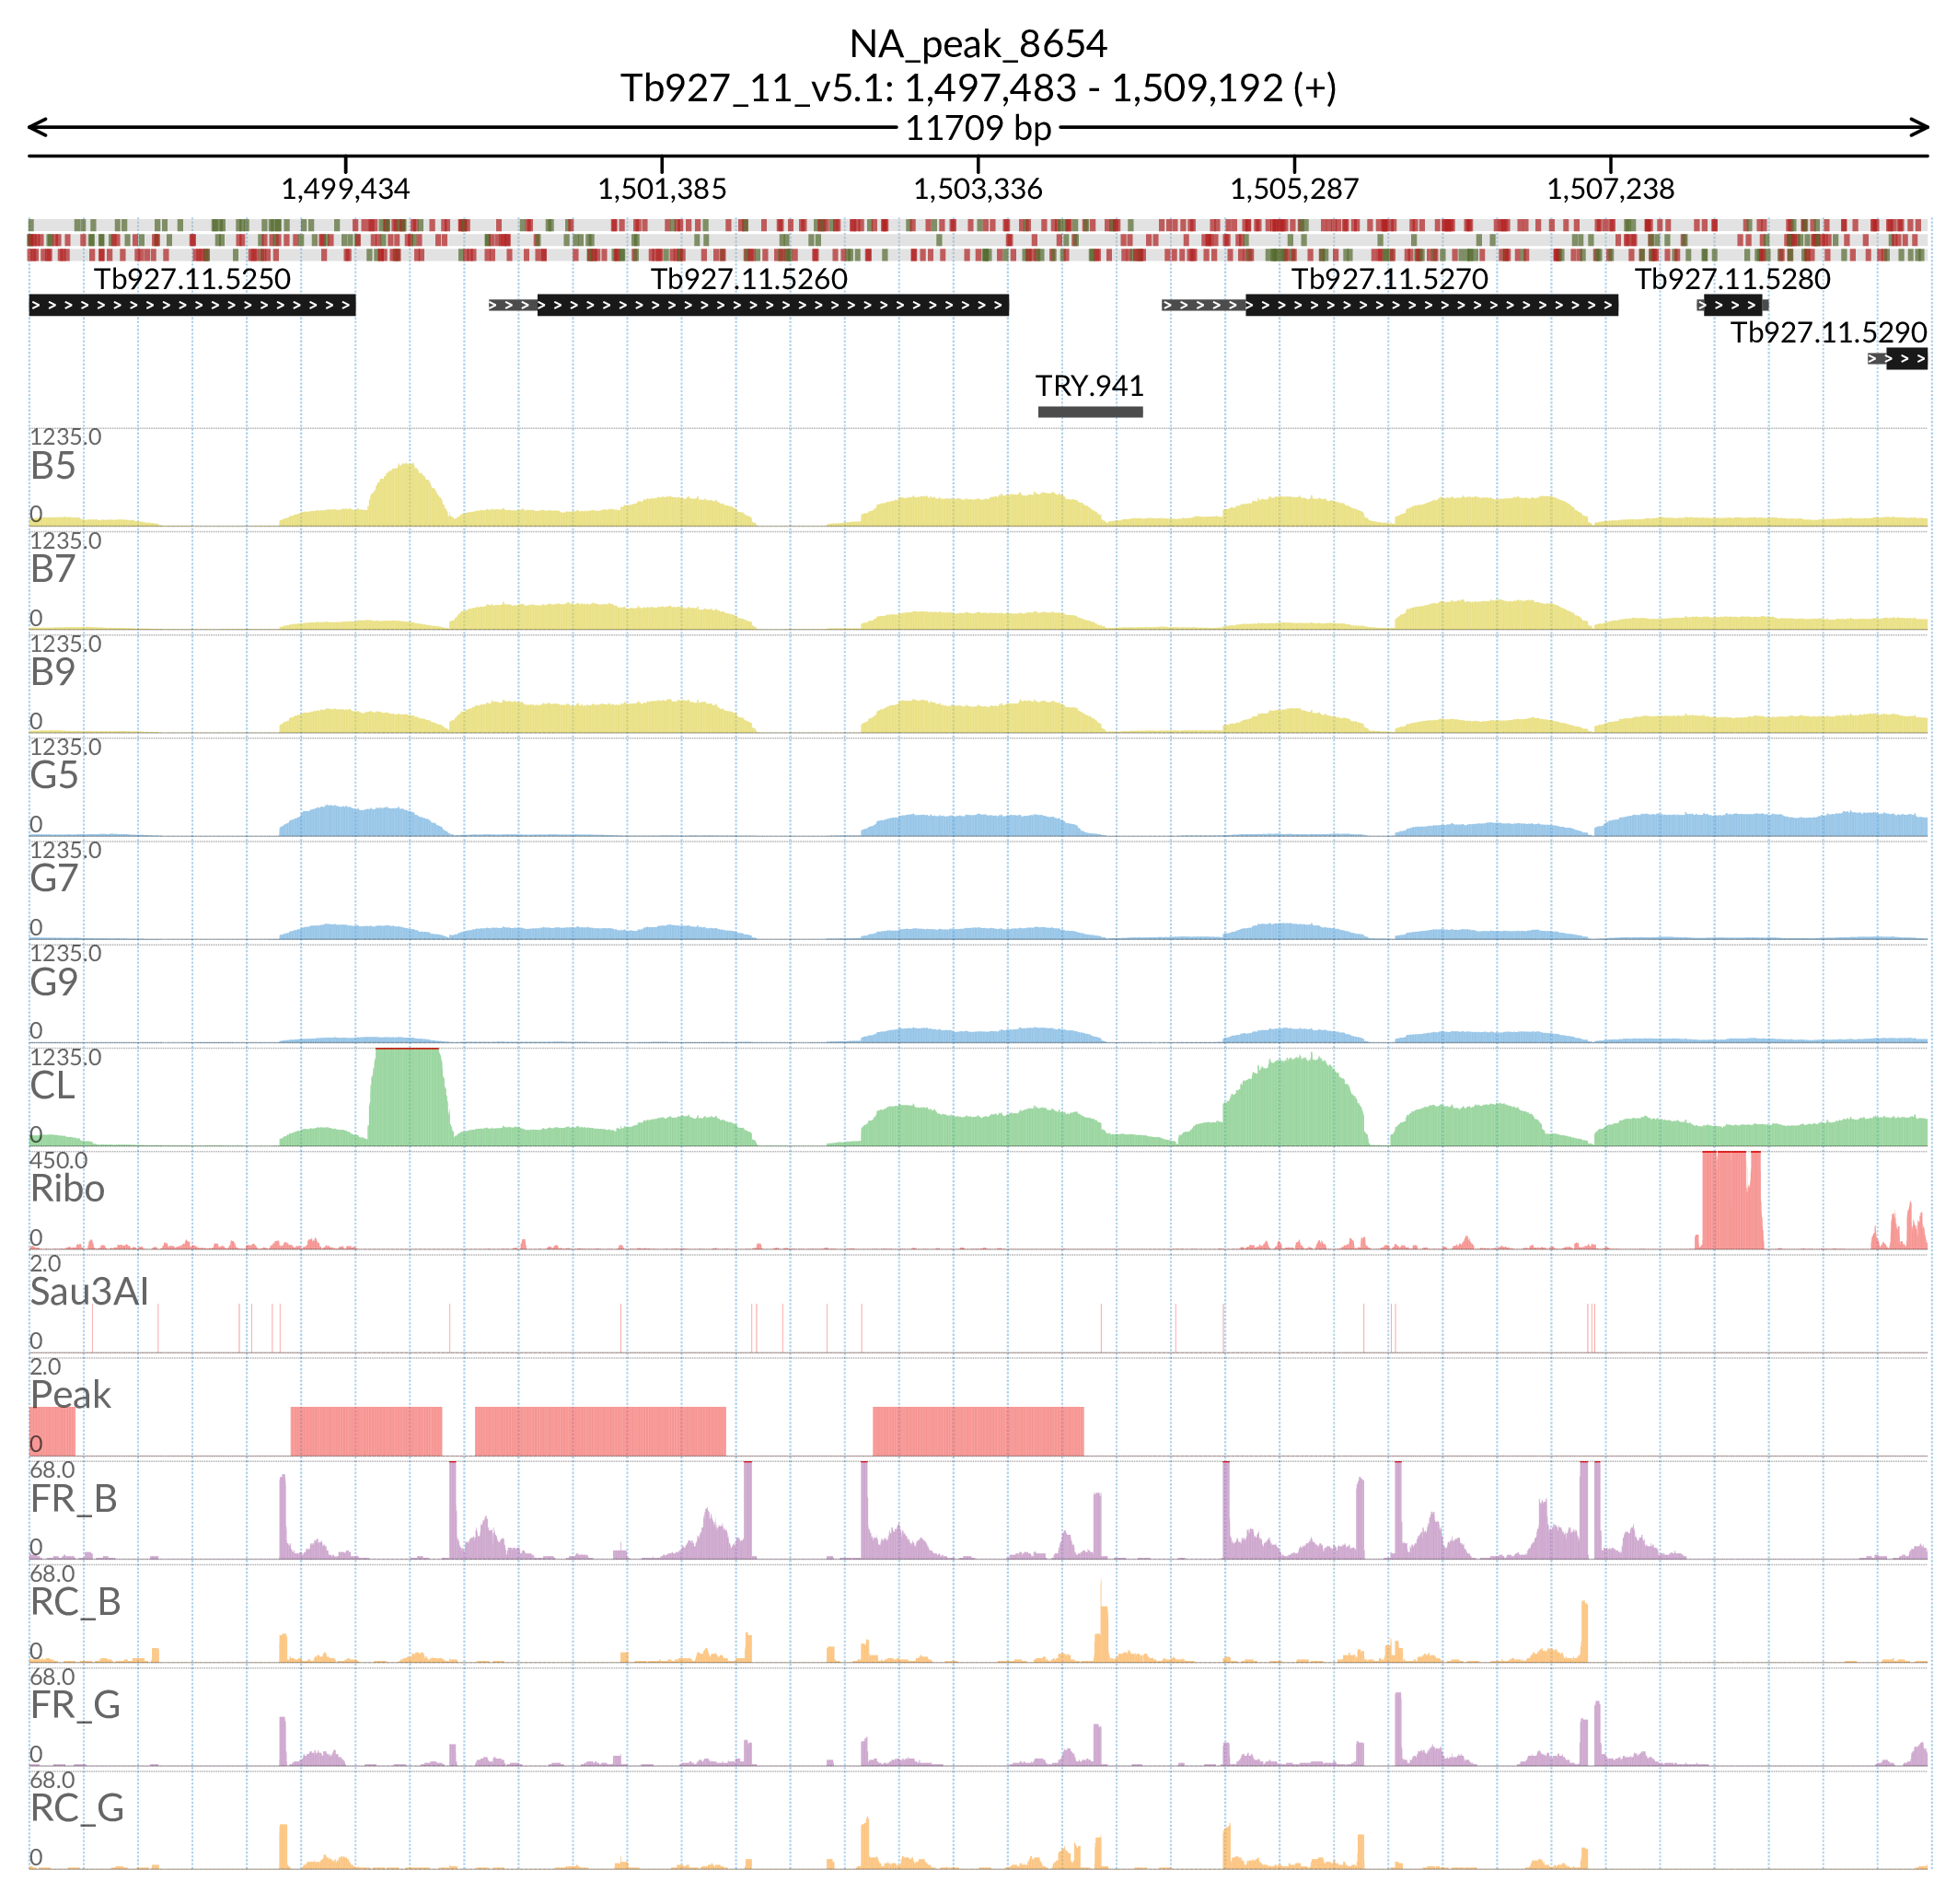 NA_peak_8654
Tb927_11_v5.1: 1,497,483 - 1,509,192 (+)
11709 bp
1,499,434 1,501,385 1,503,336 1,505,287 1,507,238
Tb927.11.5250 Tb927.11.5260 Tb927.11.5270 Tb927.11.5280
Tb927.11.5290
TRY.941
1235.0
B5
0
1235.0
B7
0
1235.0
B9
0
1235.0
G5
0
1235.0
G7
0
1235.0
G9
0
1235.0
CL
0
450.0
Ribo
0
2.0
Sau3AI
0
2.0
Peak
0
68.0
FR_B
0
68.0
RC_B
0
68.0
FR_G
0
68.0
RC_G
0